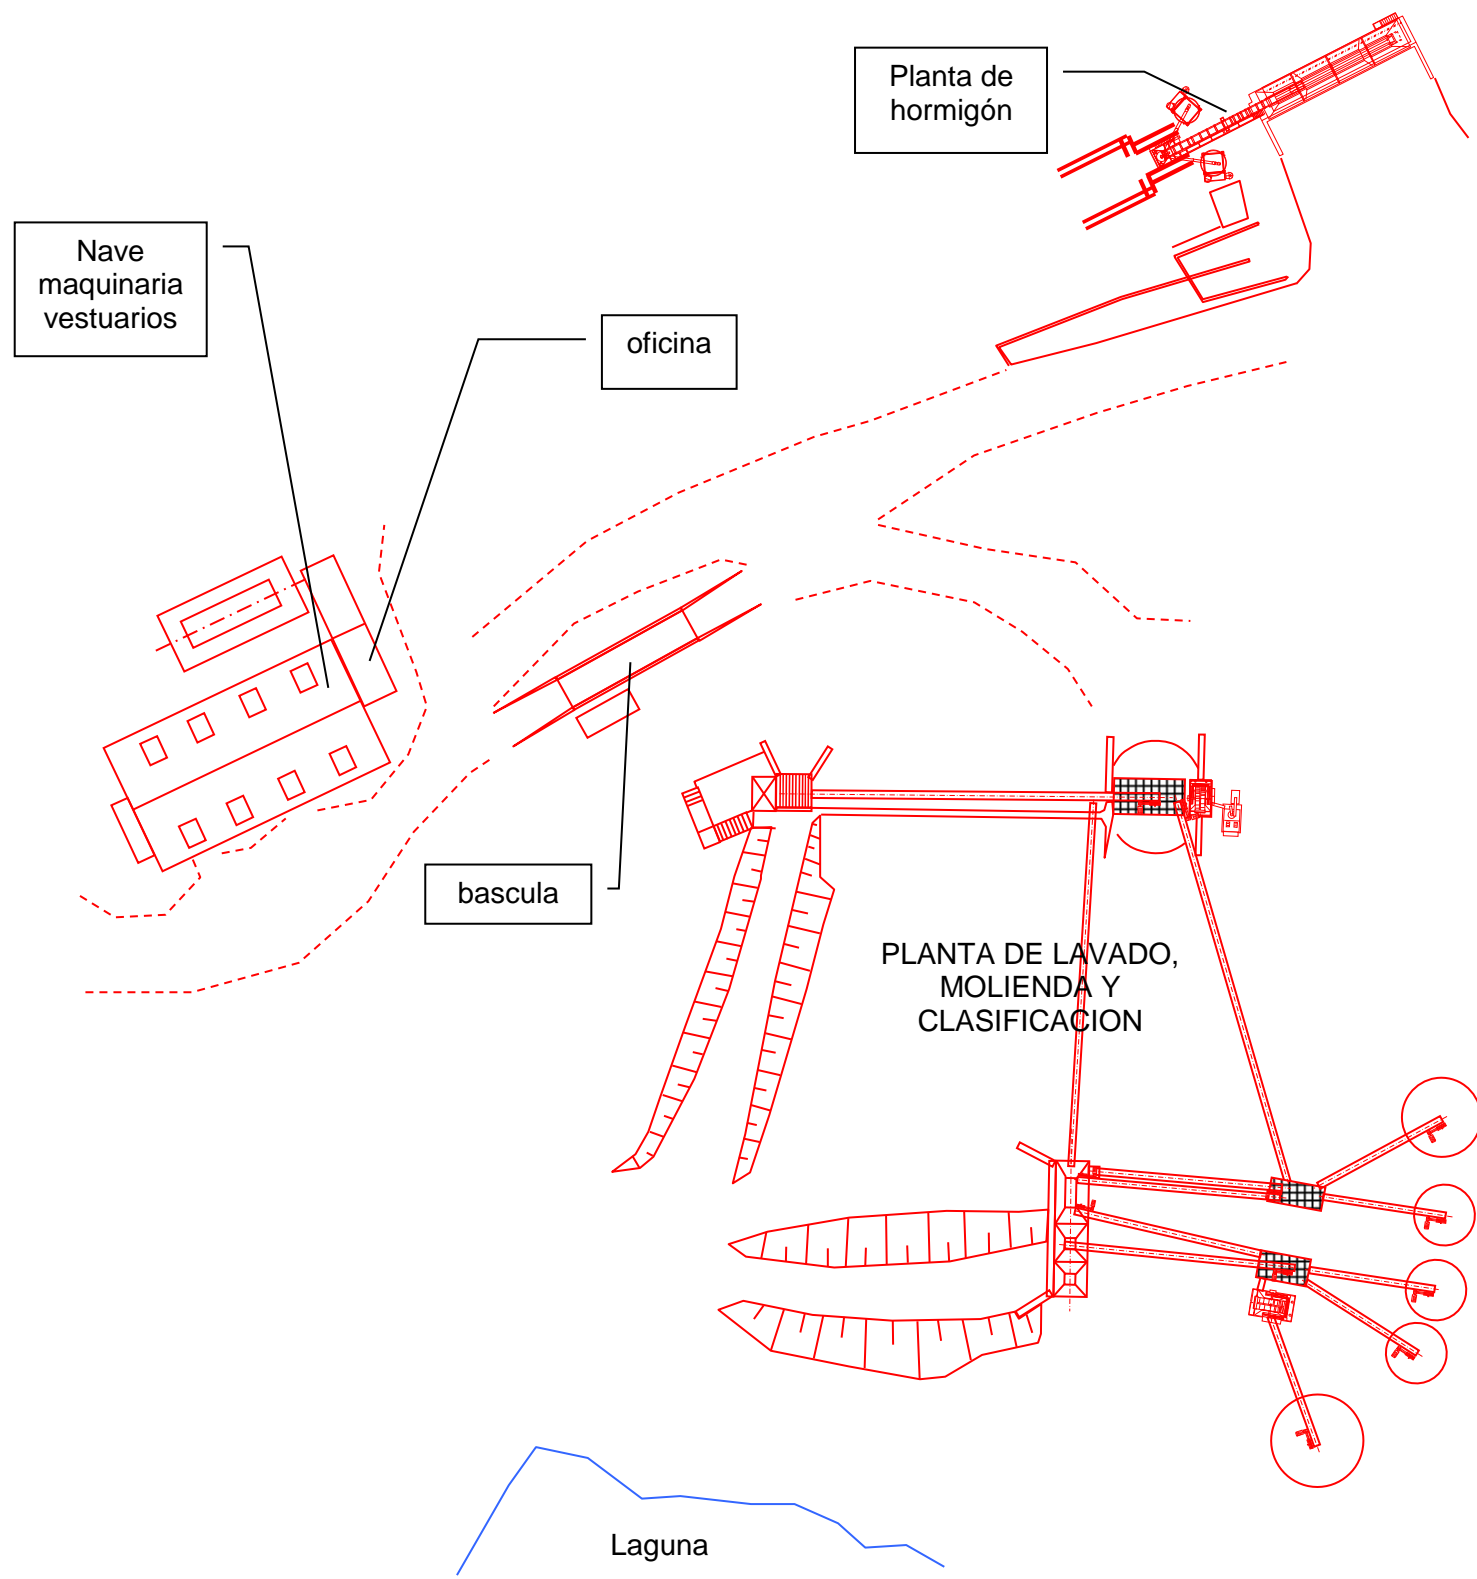 Planta de
hormigón
Nave
maquinaria
vestuarios
oficina
bascula
PLANTA DE LAVADO,
MOLIENDA Y
CLASIFICACION
Laguna